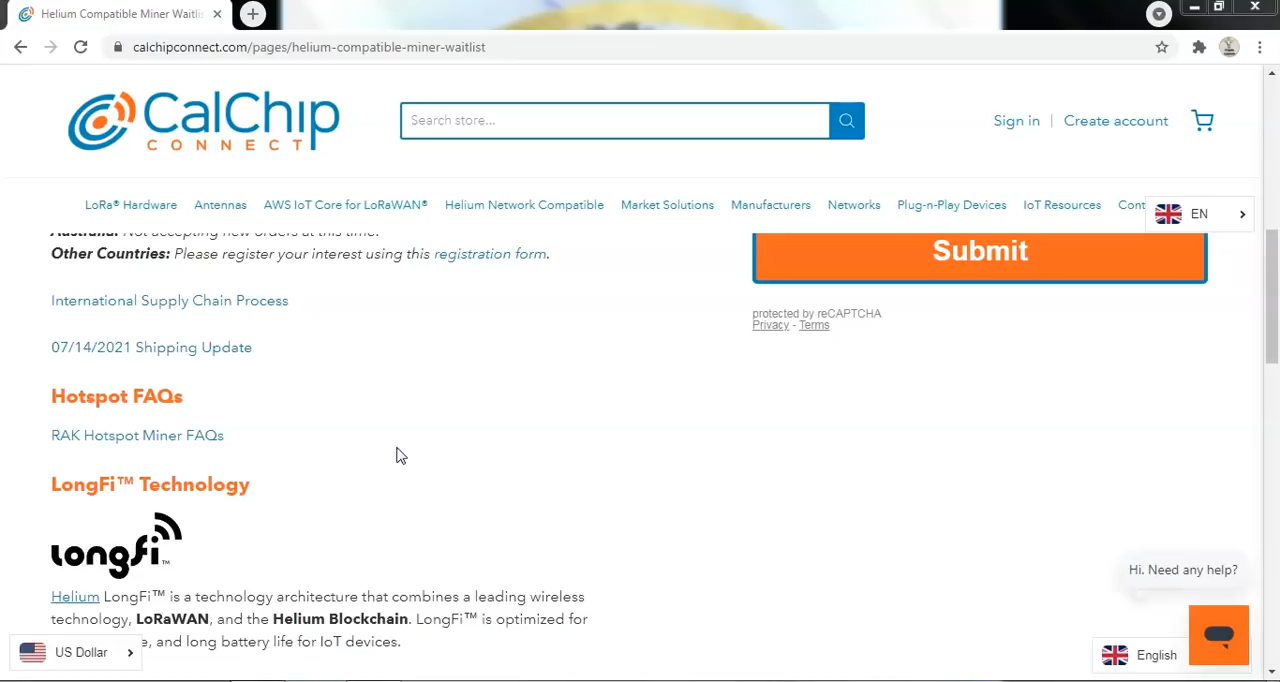 Helium Compatible Miner Waitlis
calchipconnect.com/pages/helium-compatible-miner-waitlist
CalChip
CONNECT
Search store...
Sign in | Create account
LoRa® Hardware Antennas AWS IoT Core for LoRaWAN® Helium Network Compatible Market Solutions Manufacturers Networks Plug-n-Play Devices IoT Resources Cont
EN
Australia: Not accepting new orders at this time.
Other Countries: Please register your interest using this registration form.
Submit
International Supply Chain Process
protected by reCAPTCHA
Privacy - Terms
07/14/2021 Shipping Update
Hotspot FAQs
RAK Hotspot Miner FAQs
LongFi™ Technology
longfi™
Hi. Need any help?
Helium LongFi™ is a technology architecture that combines a leading wireless
technology, LoRaWAN, and the Helium Blockchain. LongFi™ is optimized for
e, and long battery life for IoT devices.
US Dollar
English